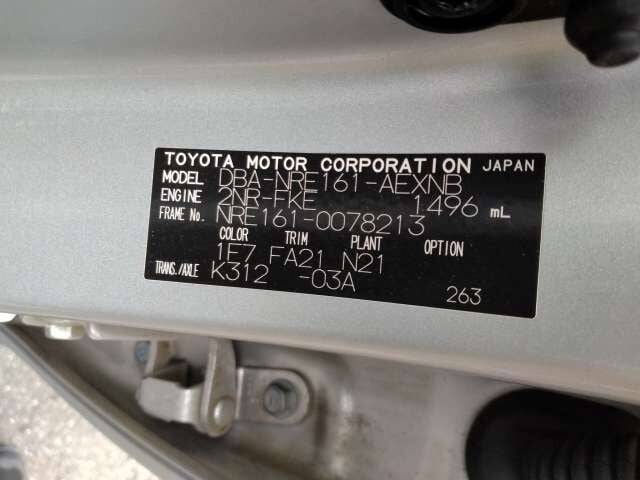 TOYOTA MOTOR CORPORATION JAPAN
MODEL DBA-NRE161-AEXNB
ENGINE 2NR-FKE 1496 mL
FRAME No. NRE161-0078213
COLOR TRIM PLANT OPTION
1E7 FA21 N21
TRANS./AXLE K312 -03A
263